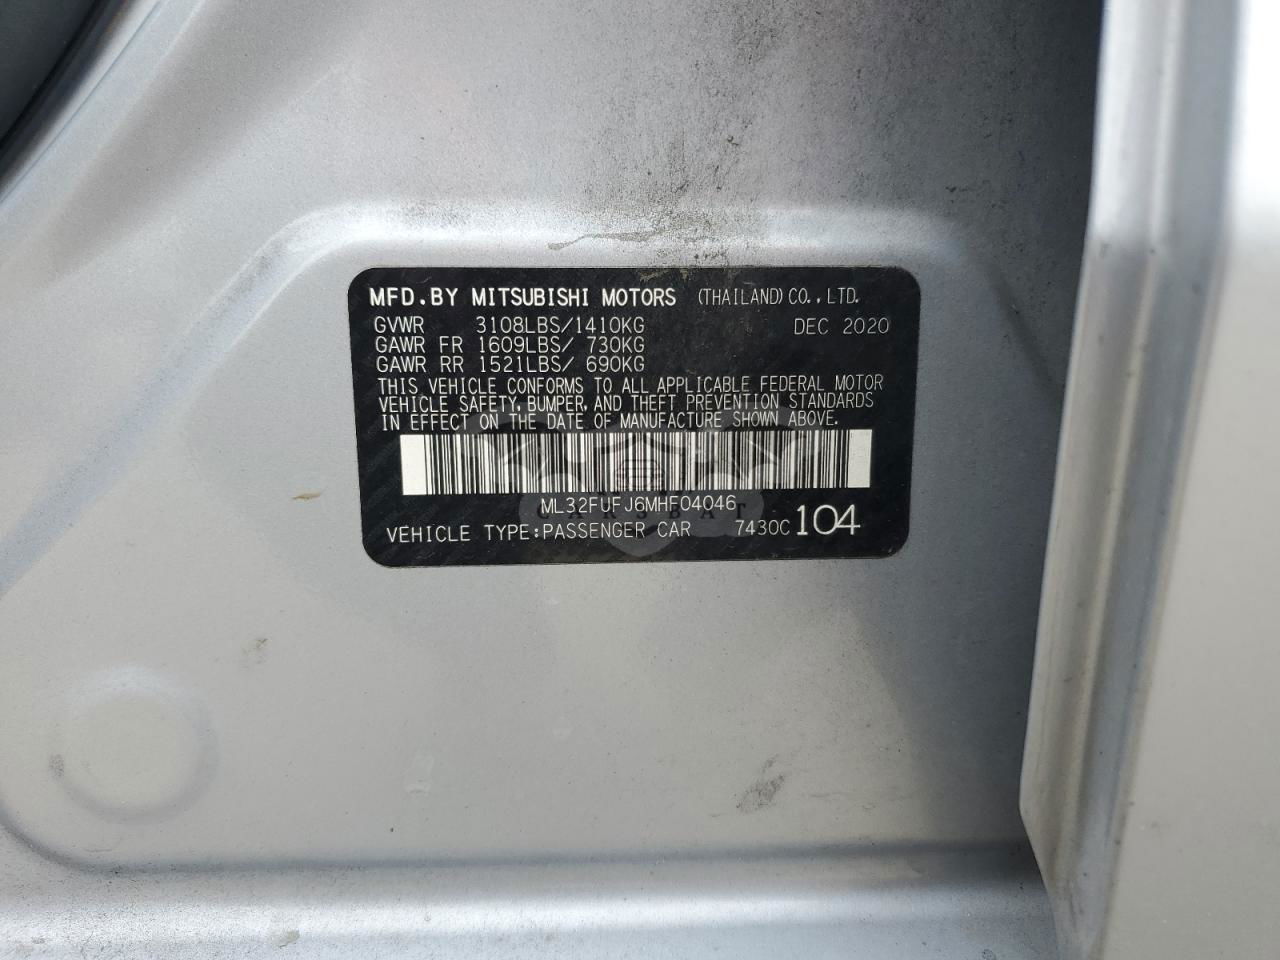 MFD.BY MITSUBISHI MOTORS (THAILAND) CO., LTD.
GVWR 3108LBS/1410KG DEC 2020
GAWR FR 1609LBS/ 730KG
GAWR RR 1521LBS/ 690KG
THIS VEHICLE CONFORMS TO ALL APPLICABLE FEDERAL MOTOR
VEHICLE SAFETY, BUMPER, AND THEFT PREVENTION STANDARDS
IN EFFECT ON THE DATE OF MANUFACTURE SHOWN ABOVE.
ML32FUFJ6MHF04046
CARSBAT
VEHICLE TYPE:PASSENGER CAR 7430C 104